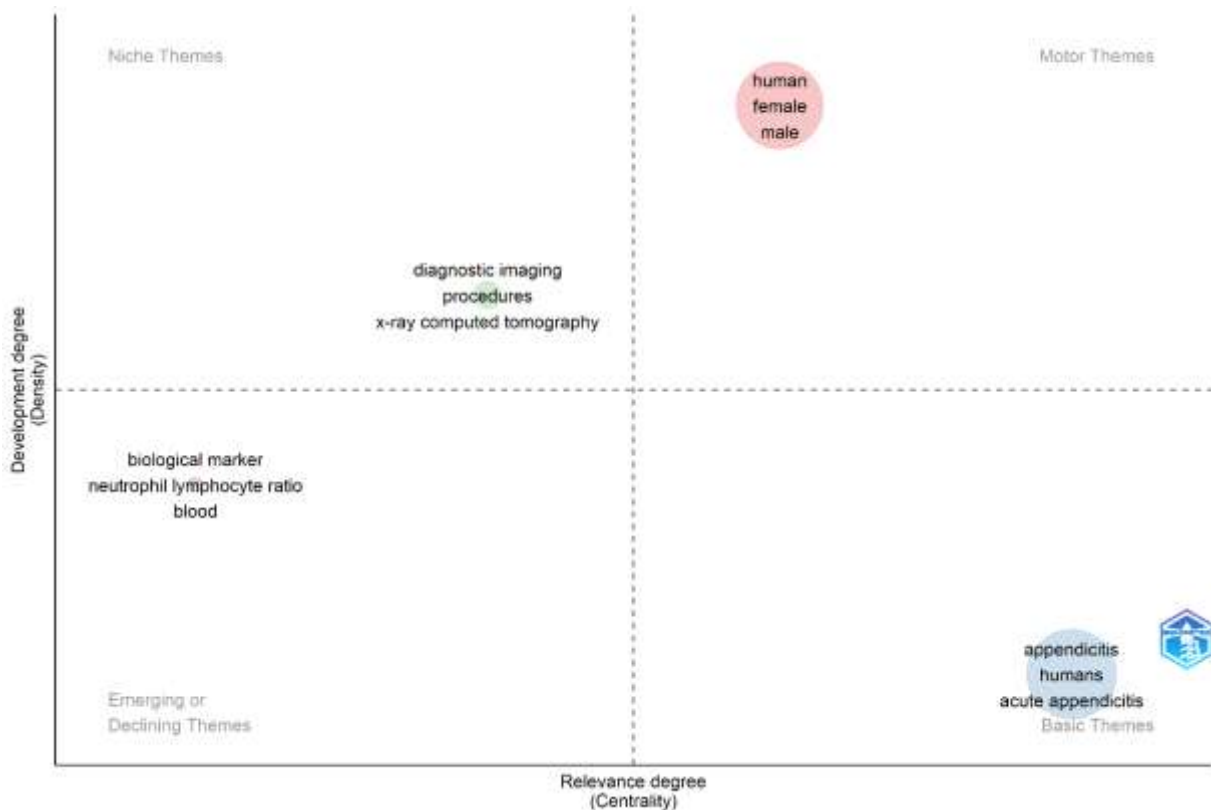 Niche Themes
Motor Themes
human
female
male
diagnostic imaging
procedures
x-ray computed tomography
Development degree
(Density)
biological marker
neutrophil lymphocyte ratio
blood
appendicitis
humans
acute appendicitis
Emerging or
Declining Themes
Basic Themes
Relevance degree
(Centrality)